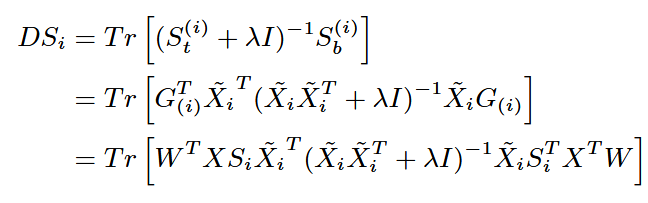 DS_i = Tr[(S_t^{(i)} + λI)^{-1} S_b^{(i)}]
= Tr[G_{(i)}^T X̃_i^T (X̃_i X̃_i^T + λI)^{-1} X̃_i G_{(i)}]
= Tr[W^T X S_i X̃_i^T (X̃_i X̃_i^T + λI)^{-1} X̃_i S_i^T X^T W]